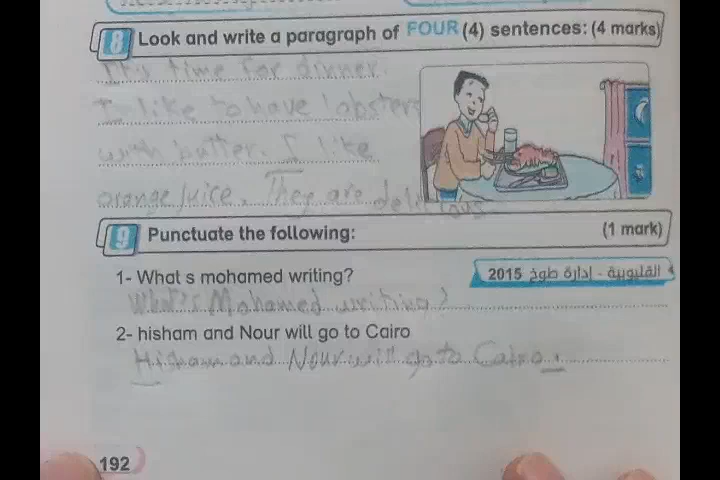 8 Look and write a paragraph of FOUR (4) sentences: (4 marks)
It's time for dinner.
I like to have lobsters
with butter. I like
orange juice. They are delicious.
9 Punctuate the following: (1 mark)
1- What s mohamed writing?
القليوبية - إدارة طوخ 2015
What's Mohamed writing?
2- hisham and Nour will go to Cairo
Hisham and Nour will go to Cairo.
192